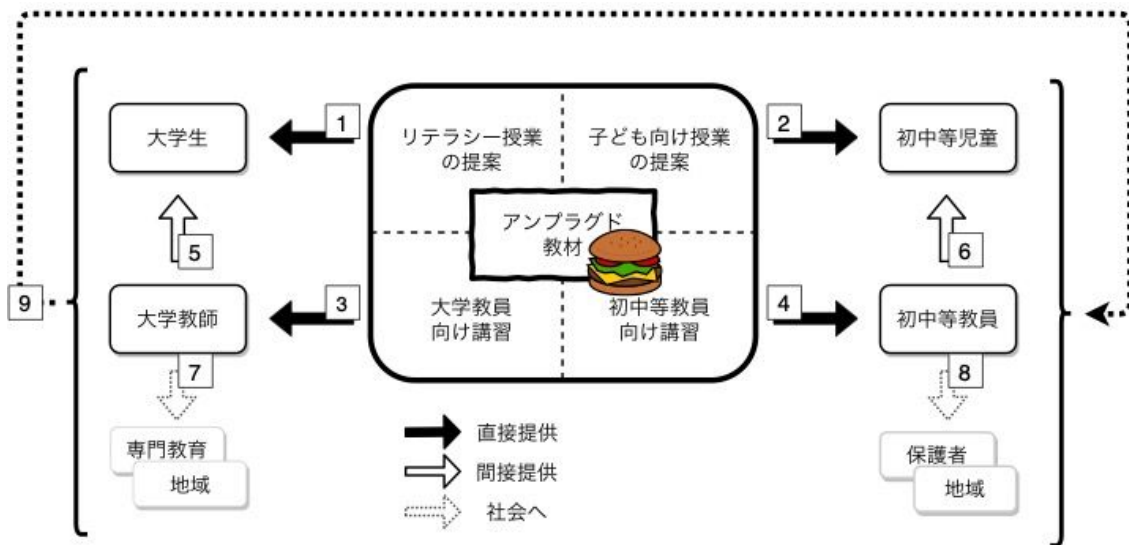 大学生
1
リテラシー授業
の提案
子ども向け授業
の提案
2
初中等児童
アンプラグド
教材
5
6
9
大学教師
3
大学教員
向け講習
初中等教員
向け講習
4
初中等教員
7
8
専門教育
地域
直接提供
間接提供
社会へ
保護者
地域